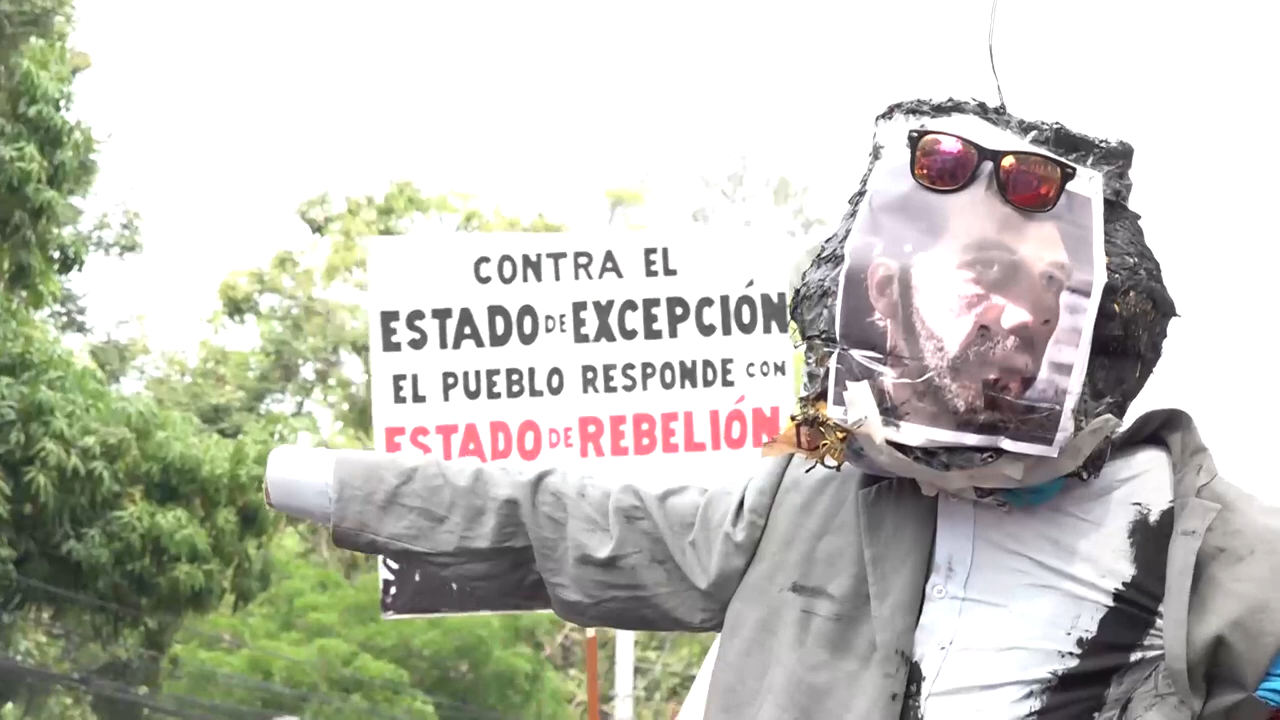 CONTRA EL
ESTADO DE EXCEPCIÓN
EL PUEBLO RESPONDE CON
ESTADO DE REBELIÓN